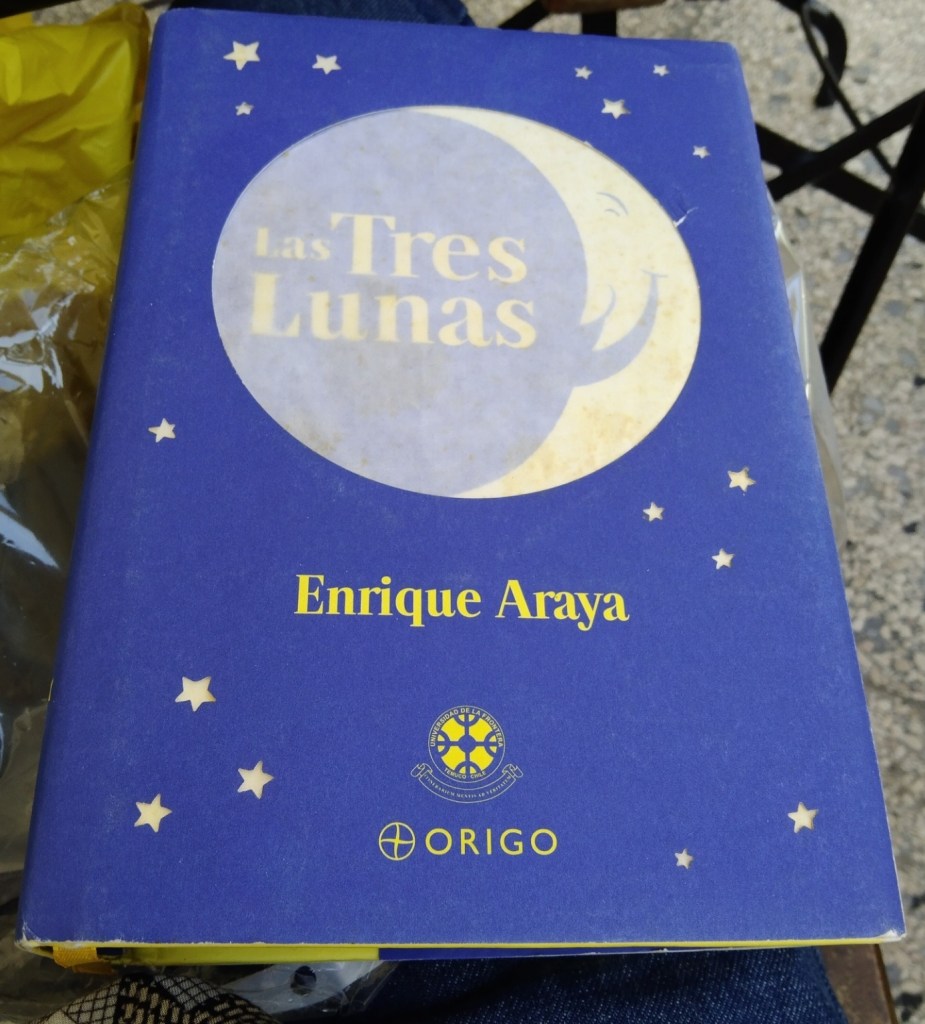 Las Tres
Lunas
Enrique Araya
UNIVERSIDAD DE LA FRONTERA
TEMUCO - CHILE
ORIGO